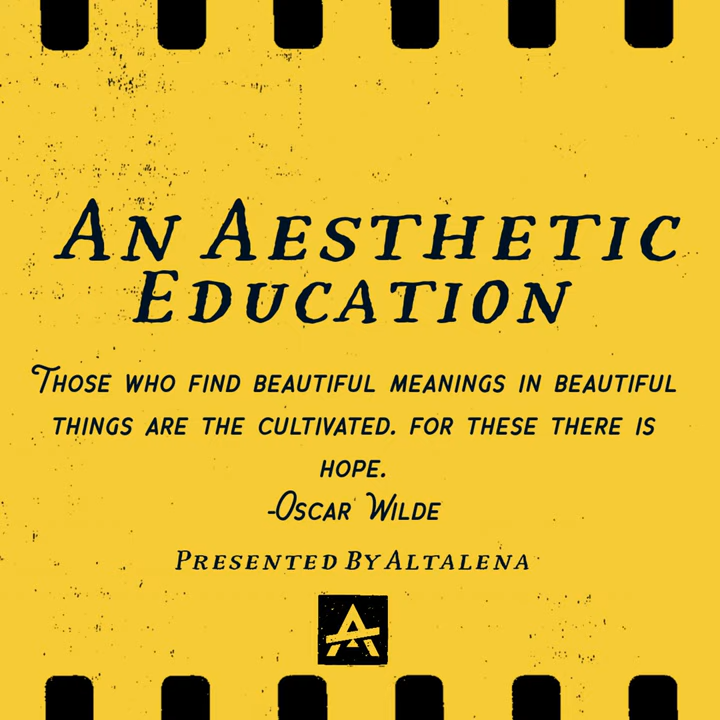 An Aesthetic
Education
Those who find beautiful meanings in beautiful
things are the cultivated. for these there is
hope.
-Oscar Wilde
Presented By Altalena
A